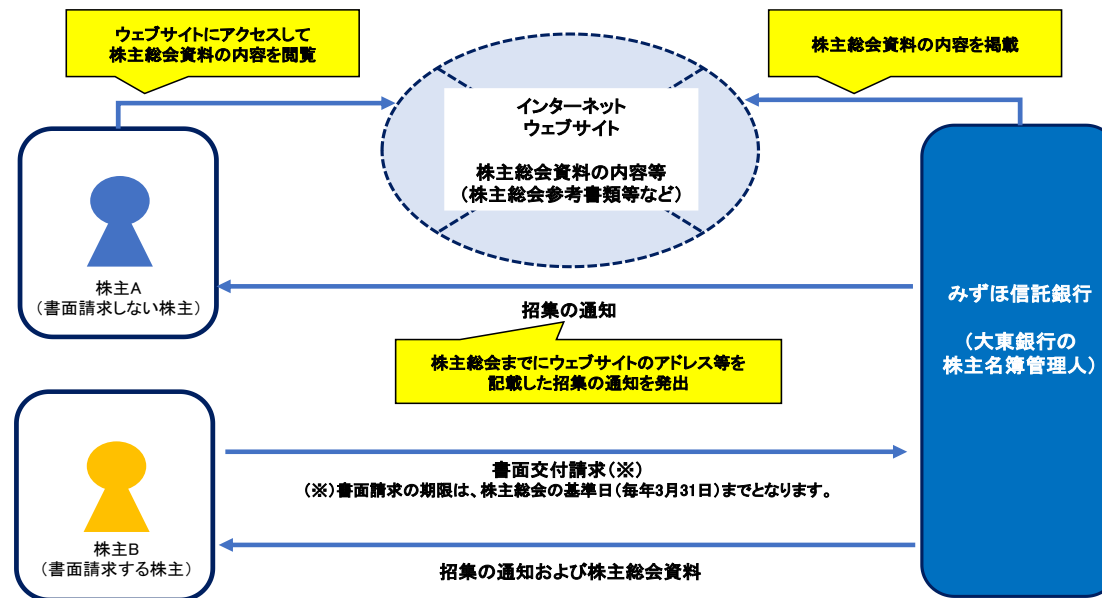 ウェブサイトにアクセスして
株主総会資料の内容を閲覧
株主総会資料の内容を掲載
インターネット
ウェブサイト
株主総会資料の内容等
（株主総会参考書類等など）
株主A
（書面請求しない株主）
招集の通知
株主総会までにウェブサイトのアドレス等を
記載した招集の通知を発出
みずほ信託銀行
（大東銀行の
株主名簿管理人）
書面交付請求（※）
（※）書面請求の期限は、株主総会の基準日（毎年3月31日）までとなります。
株主B
（書面請求する株主）
招集の通知および株主総会資料